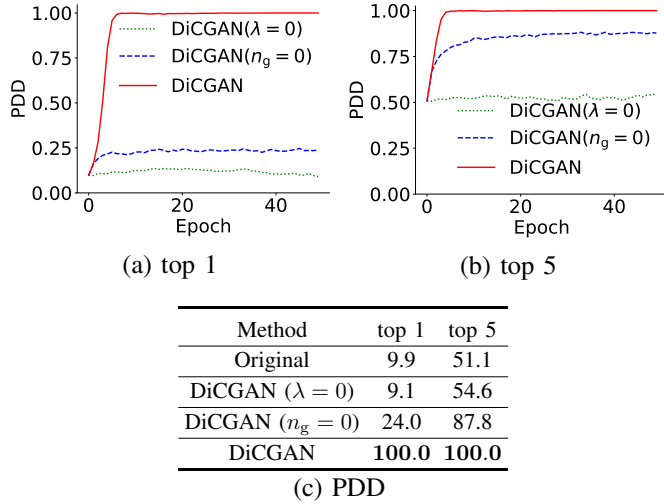 1.00
0.75
0.50
0.25
0.00
PDD
DiCGAN(λ = 0)
DiCGAN(n_g = 0)
DiCGAN
0 20 40
Epoch
(a) top 1
1.00
0.75
0.50
0.25
0.00
PDD
DiCGAN(λ = 0)
DiCGAN(n_g = 0)
DiCGAN
0 20 40
Epoch
(b) top 5
Method top 1 top 5
Original 9.9 51.1
DiCGAN (λ = 0) 9.1 54.6
DiCGAN (n_g = 0) 24.0 87.8
DiCGAN 100.0 100.0
(c) PDD